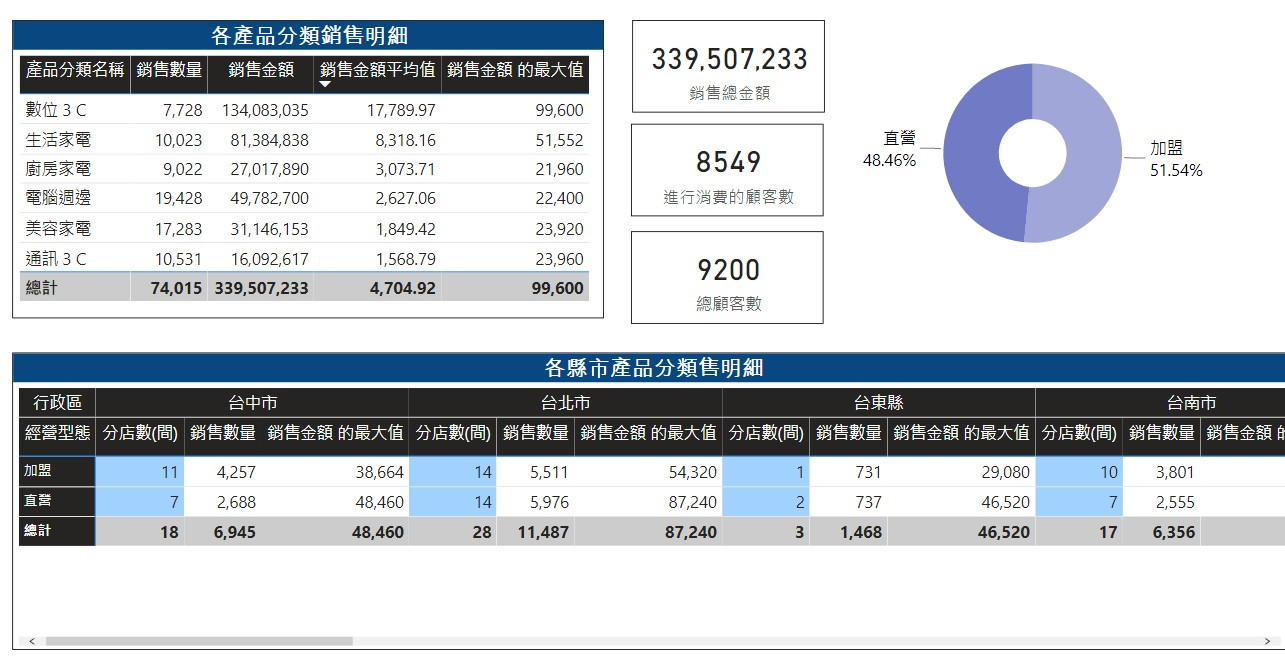 各產品分類銷售明細
產品分類名稱 銷售數量 銷售金額 銷售金額平均值 銷售金額 的最大值
數位 3 C 7,728 134,083,035 17,789.97 99,600
生活家電 10,023 81,384,838 8,318.16 51,552
廚房家電 9,022 27,017,890 3,073.71 21,960
電腦週邊 19,428 49,782,700 2,627.06 22,400
美容家電 17,283 31,146,153 1,849.42 23,920
通訊 3 C 10,531 16,092,617 1,568.79 23,960
總計 74,015 339,507,233 4,704.92 99,600
339,507,233
銷售總金額
8549
進行消費的顧客數
9200
總顧客數
直營
48.46%
加盟
51.54%
各縣市產品分類售明細
行政區 台中市 台北市 台東縣 台南市
經營型態 分店數(間) 銷售數量 銷售金額 的最大值 分店數(間) 銷售數量 銷售金額 的最大值 分店數(間) 銷售數量 銷售金額 的最大值 分店數(間) 銷售數量 銷售金額
加盟 11 4,257 38,664 14 5,511 54,320 1 731 29,080 10 3,801
直營 7 2,688 48,460 14 5,976 87,240 2 737 46,520 7 2,555
總計 18 6,945 48,460 28 11,487 87,240 3 1,468 46,520 17 6,356